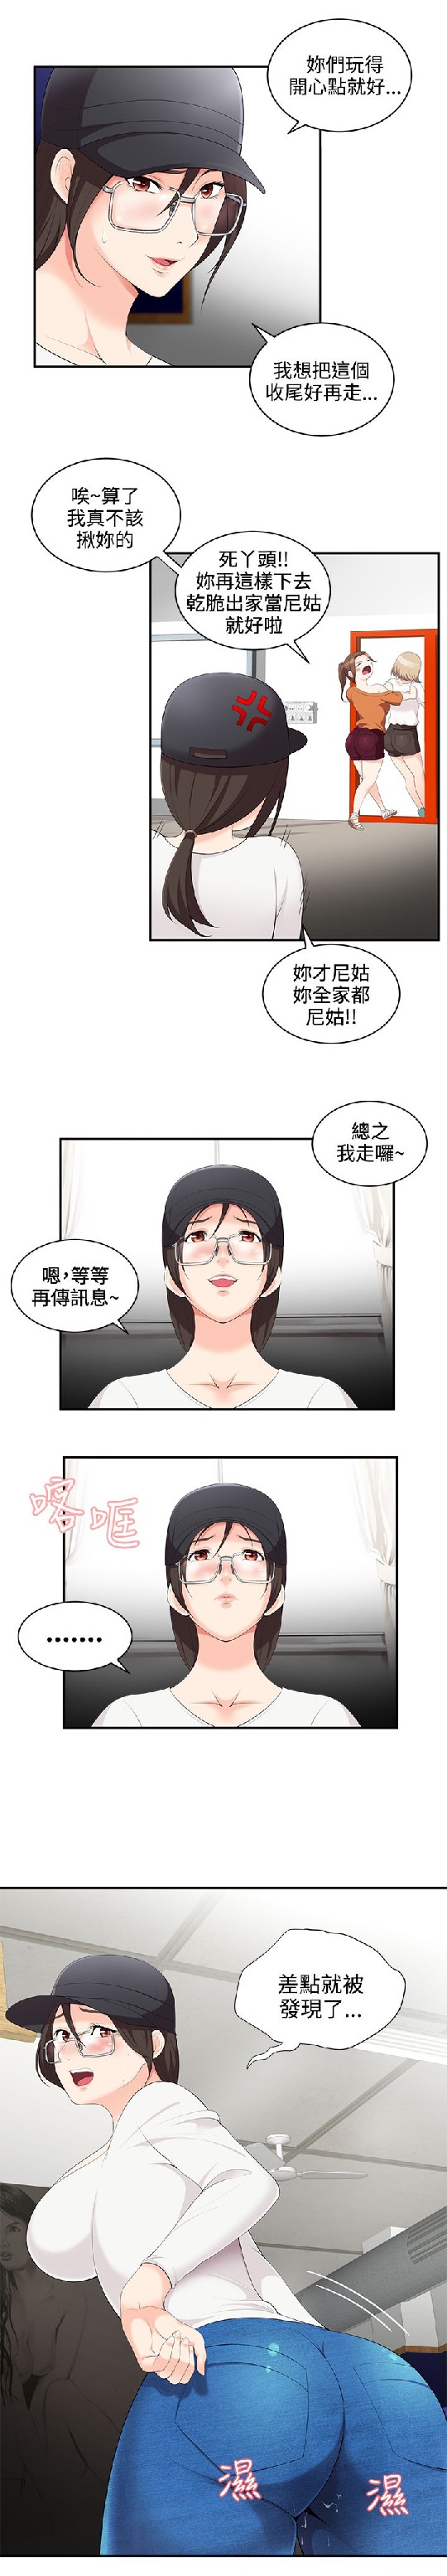 妳們玩得
開心點就好...
我想把這個
收尾好再走...
唉~算了
我真不該
揪妳的
死丫頭!!
妳再這樣下去
乾脆出家當尼姑
就好啦
妳才尼姑
妳全家都
尼姑!!
總之
我走囉~
嗯，等等
再傳訊息~
喀哐
.......
差點就被
發現了...
濕
濕